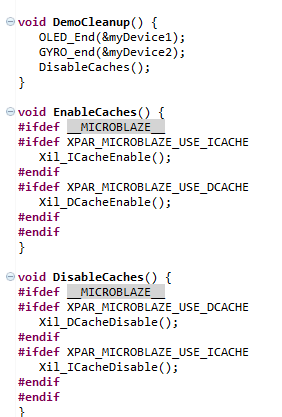 void DemoCleanup() {
OLED_End(&myDevice1);
GYRO_end(&myDevice2);
DisableCaches();
}
void EnableCaches() {
#ifdef __MICROBLAZE__
#ifdef XPAR_MICROBLAZE_USE_ICACHE
Xil_ICacheEnable();
#endif
#ifdef XPAR_MICROBLAZE_USE_DCACHE
Xil_DCacheEnable();
#endif
#endif
}
void DisableCaches() {
#ifdef __MICROBLAZE__
#ifdef XPAR_MICROBLAZE_USE_DCACHE
Xil_DCacheDisable();
#endif
#ifdef XPAR_MICROBLAZE_USE_ICACHE
Xil_ICacheDisable();
#endif
#endif
}